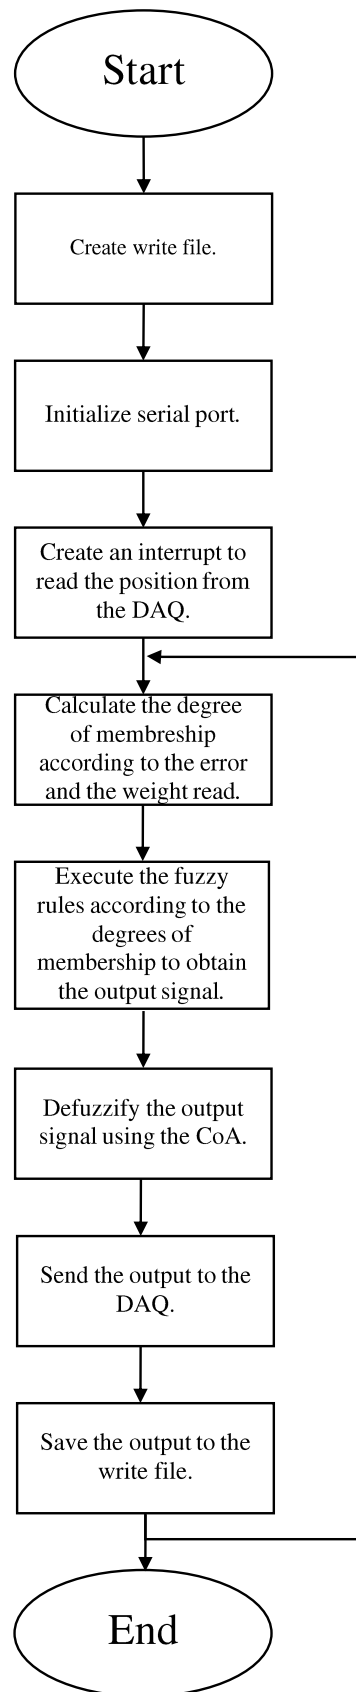 Start
Create write file.
Initialize serial port.
Create an interrupt to
read the position from
the DAQ.
Calculate the degree
of membreship
according to the error
and the weight read.
Execute the fuzzy
rules according to the
degrees of
membership to obtain
the output signal.
Defuzzify the output
signal using the CoA.
Send the output to the
DAQ.
Save the output to the
write file.
End